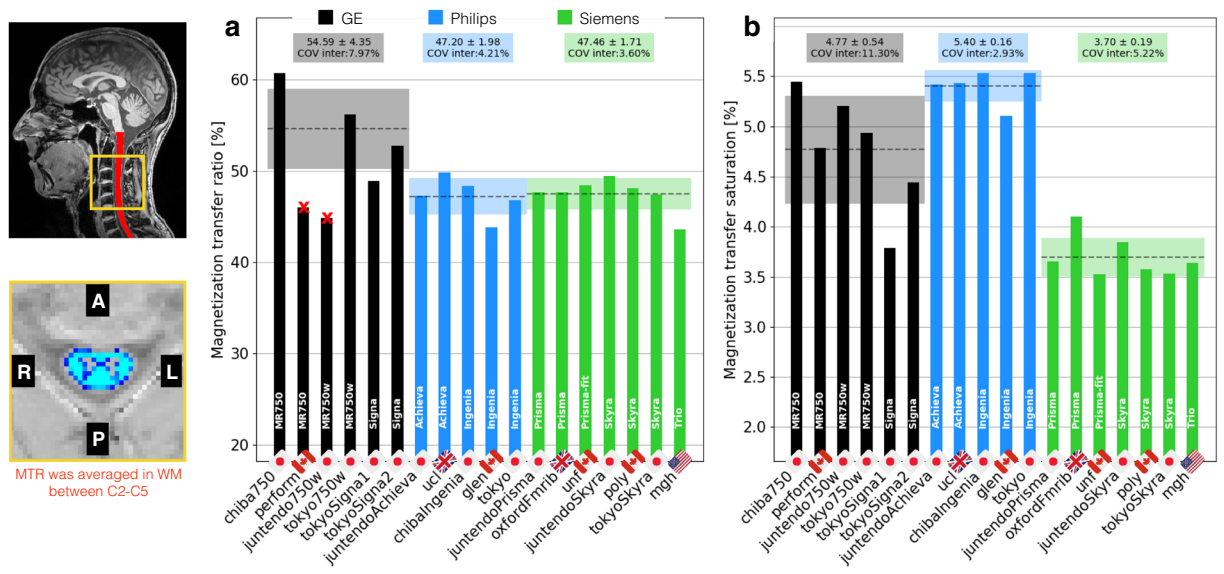 GE
Philips
Siemens
a
54.59 ± 4.35
COV inter:7.97%
47.20 ± 1.98
COV inter:4.21%
47.46 ± 1.71
COV inter:3.60%
Magnetization transfer ratio [%]
60
50
40
30
20
x
x
MR750
MR750
MR750w
MR750w
Signa
Signa
Achieva
Achieva
Ingenia
Ingenia
Ingenia
Prisma
Prisma
Prisma-fit
Skyra
Skyra
Skyra
Trio
chiba750
perform
juntendo750w
tokyo750w
tokyoSigna1
tokyoSigna2
juntendoAchieva
ucl
chibaIngenia
glen
tokyo
juntendoPrisma
oxfordFmrib
unf
juntendoSkyra
poly
tokyoSkyra
mgh
b
4.77 ± 0.54
COV inter:11.30%
5.40 ± 0.16
COV inter:2.93%
3.70 ± 0.19
COV inter:5.22%
Magnetization transfer saturation [%]
5.5
5.0
4.5
4.0
3.5
3.0
2.5
2.0
MR750
MR750
MR750w
MR750w
Signa
Signa
Achieva
Achieva
Ingenia
Ingenia
Ingenia
Prisma
Prisma
Prisma-fit
Skyra
Skyra
Skyra
Trio
chiba750
perform
juntendo750w
tokyo750w
tokyoSigna1
tokyoSigna2
juntendoAchieva
ucl
chibaIngenia
glen
tokyo
juntendoPrisma
oxfordFmrib
unf
juntendoSkyra
poly
tokyoSkyra
mgh
A
R
L
P
MTR was averaged in WM
between C2-C5